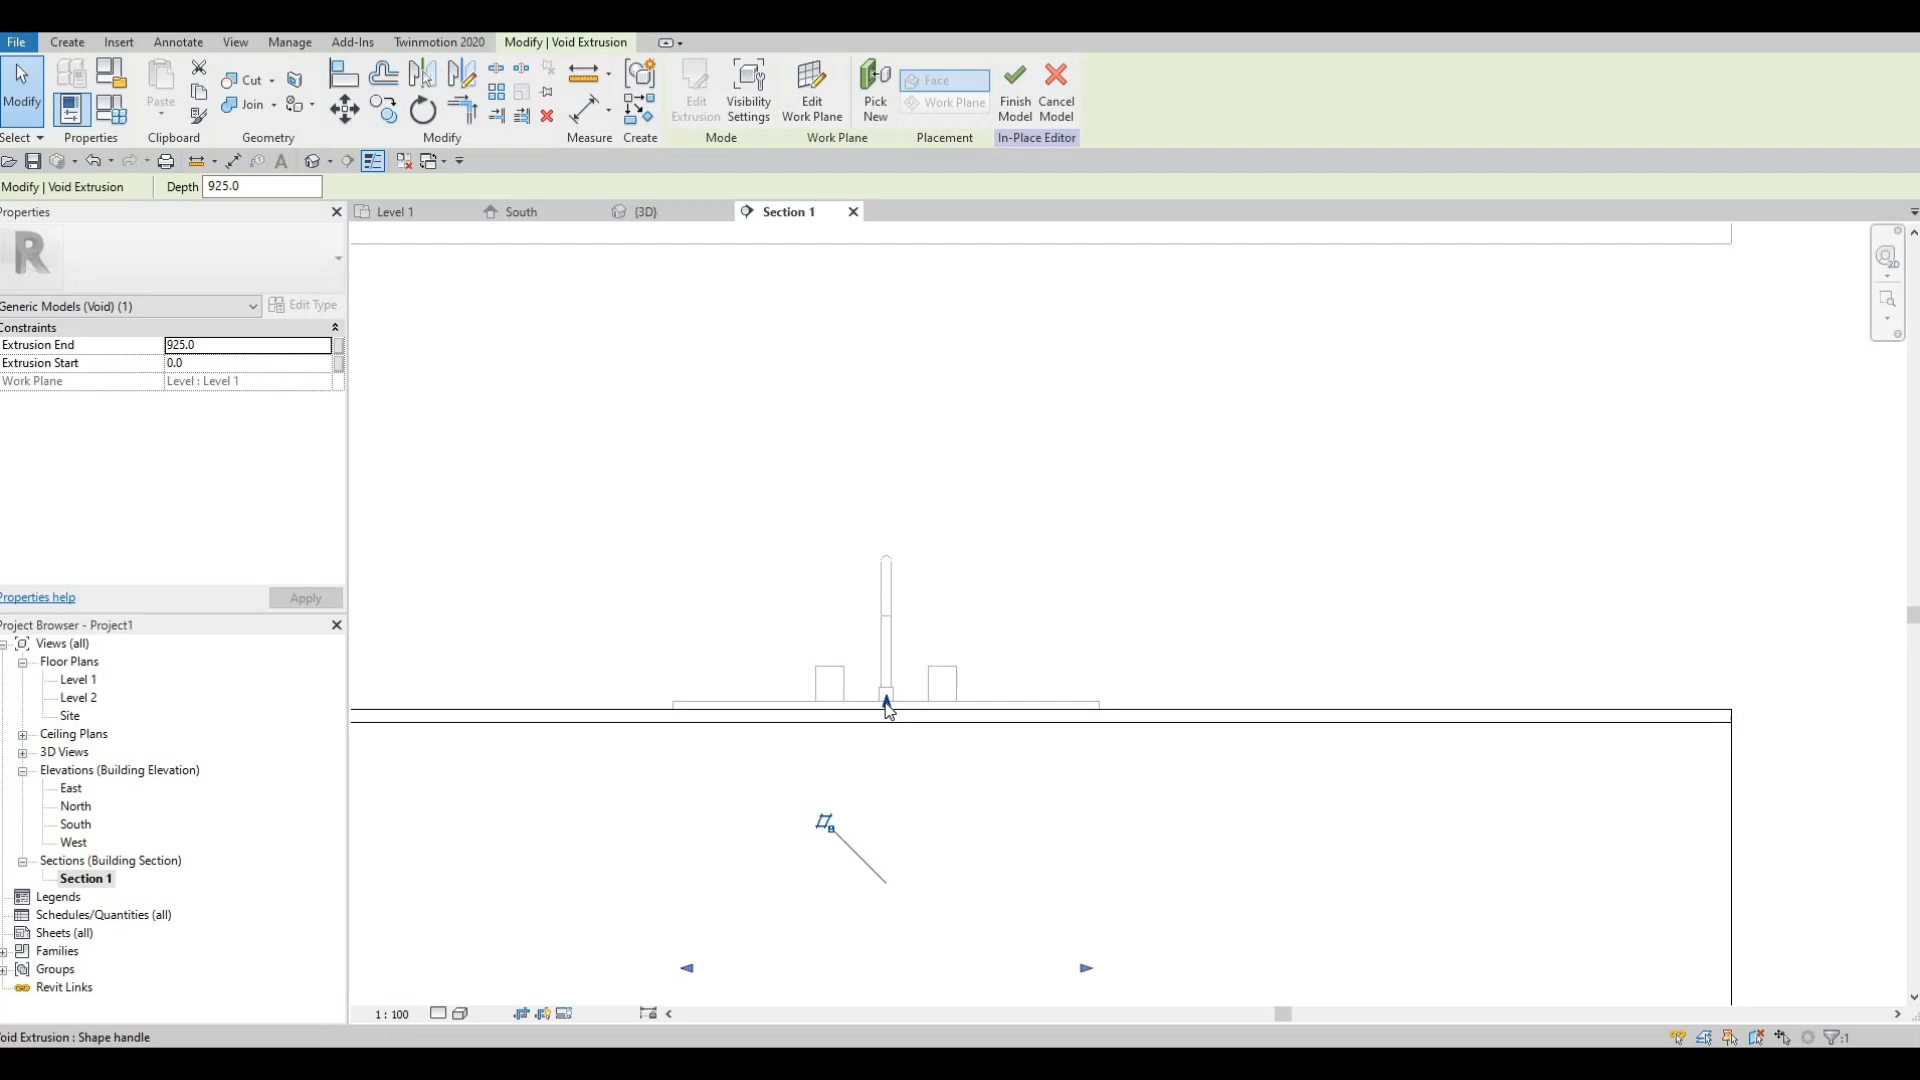 File Create Insert Annotate View Manage Add-Ins Twinmotion 2020 Modify | Void Extrusion
Modify Paste Cut Join Edit Extrusion Visibility Settings Edit Work Plane Pick New Face Work Plane Finish Model Cancel Model
Select Properties Clipboard Geometry Modify Measure Create Mode Work Plane Placement In-Place Editor
Modify | Void Extrusion Depth 925.0
Properties Level 1 South {3D} Section 1
R
Generic Models (Void) (1) Edit Type
Constraints
Extrusion End 925.0
Extrusion Start 0.0
Work Plane Level : Level 1
Properties help Apply
Project Browser - Project1
Views (all)
Floor Plans
Level 1
Level 2
Site
Ceiling Plans
3D Views
Elevations (Building Elevation)
East
North
South
West
Sections (Building Section)
Section 1
Legends
Schedules/Quantities (all)
Sheets (all)
Families
Groups
Revit Links
1 : 100
oid Extrusion : Shape handle :1